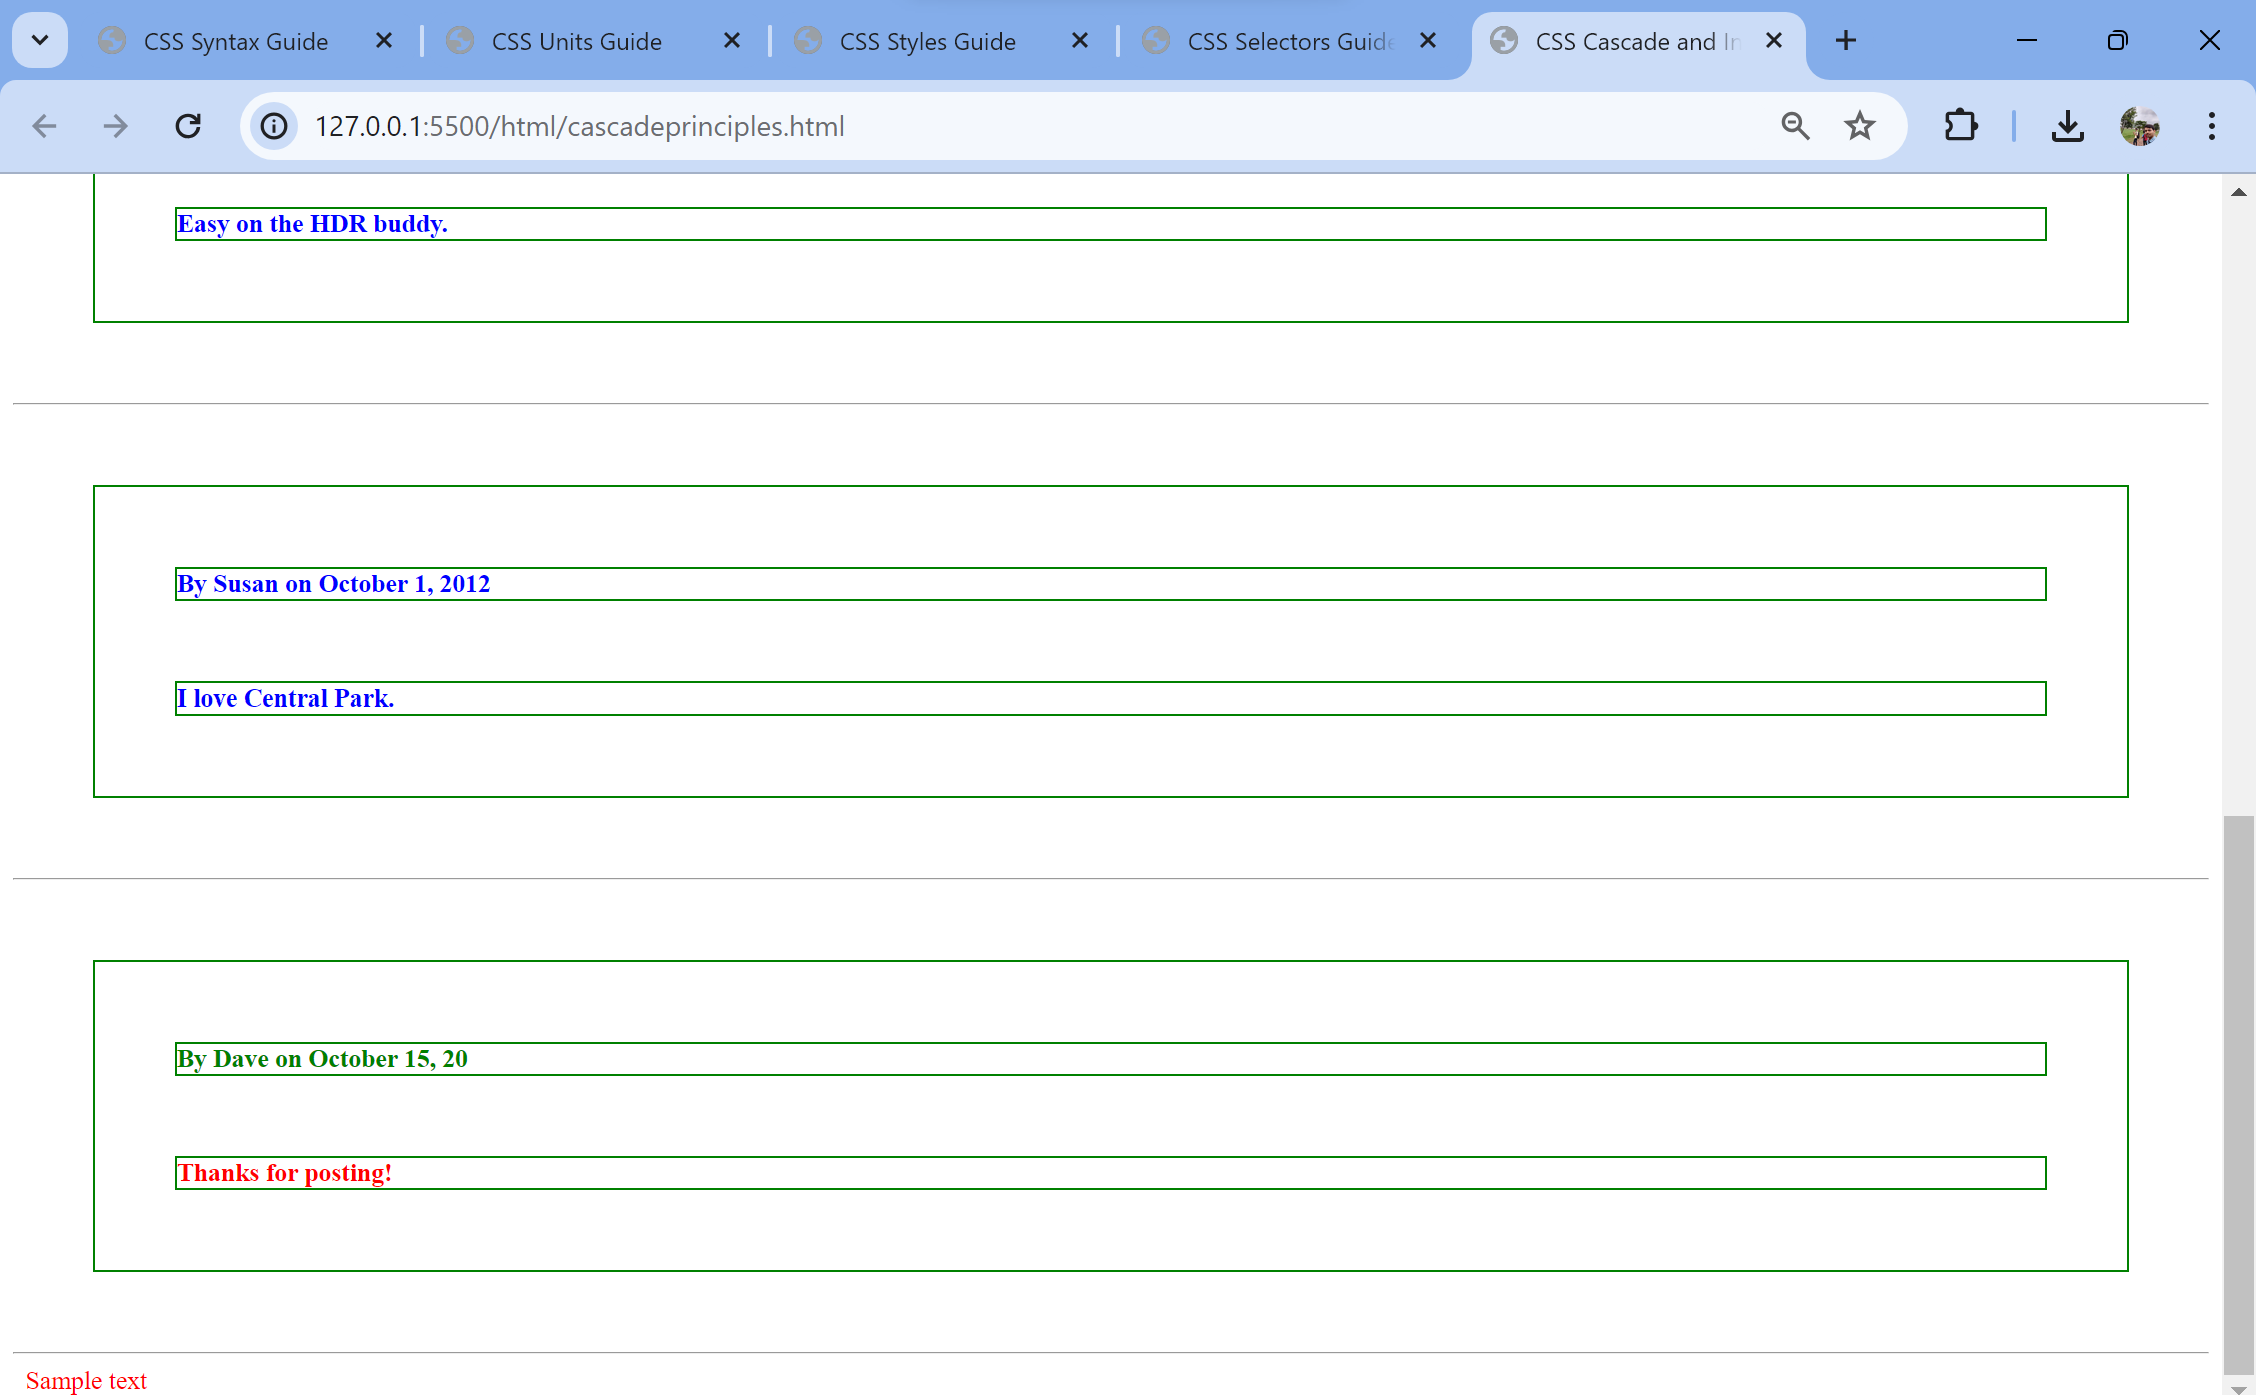 CSS Syntax Guide
CSS Units Guide
CSS Styles Guide
CSS Selectors Guide
CSS Cascade and In
127.0.0.1:5500/html/cascadeprinciples.html
Easy on the HDR buddy.
By Susan on October 1, 2012
I love Central Park.
By Dave on October 15, 20
Thanks for posting!
Sample text